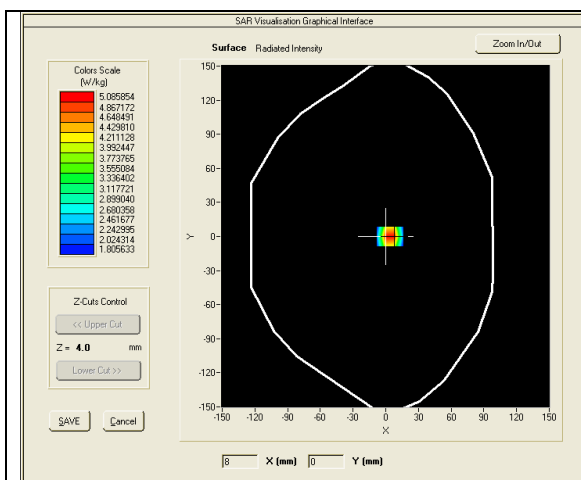 SAR Visualisation Graphical Interface
Surface Radiated Intensity
Zoom In/Out
Colors Scale
(W/kg)
5.085854
4.867172
4.648491
4.429810
4.211128
3.992447
3.773765
3.555084
3.336402
3.117721
2.899040
2.680358
2.461677
2.242995
2.024314
1.805633
Z-Cuts Control
<< Upper Cut
Z = 4.0 mm
Lower Cut >>
SAVE
Cancel
150
120
90
60
30
0
-30
-60
-90
-120
-150
Y
-150 -120 -90 -60 -30 0 30 60 90 120 150
X
8 X (mm) 0 Y (mm)